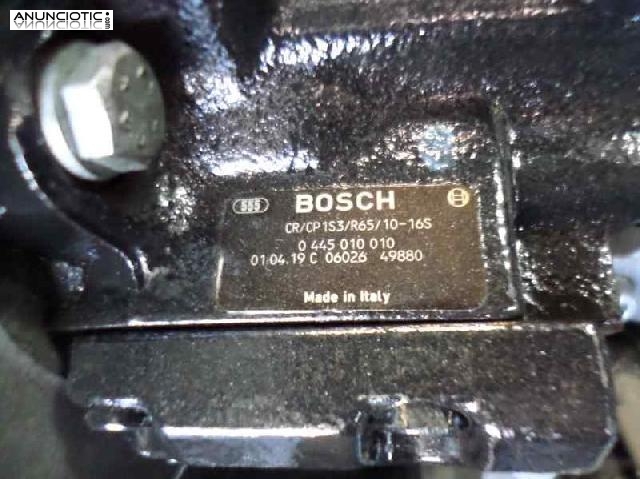 ANUNCIOTIC
.com
BOSCH
CR/CP1S3/R65/10-16S
0 445 010 010
01.04.19 C 06026 49880
Made in Italy